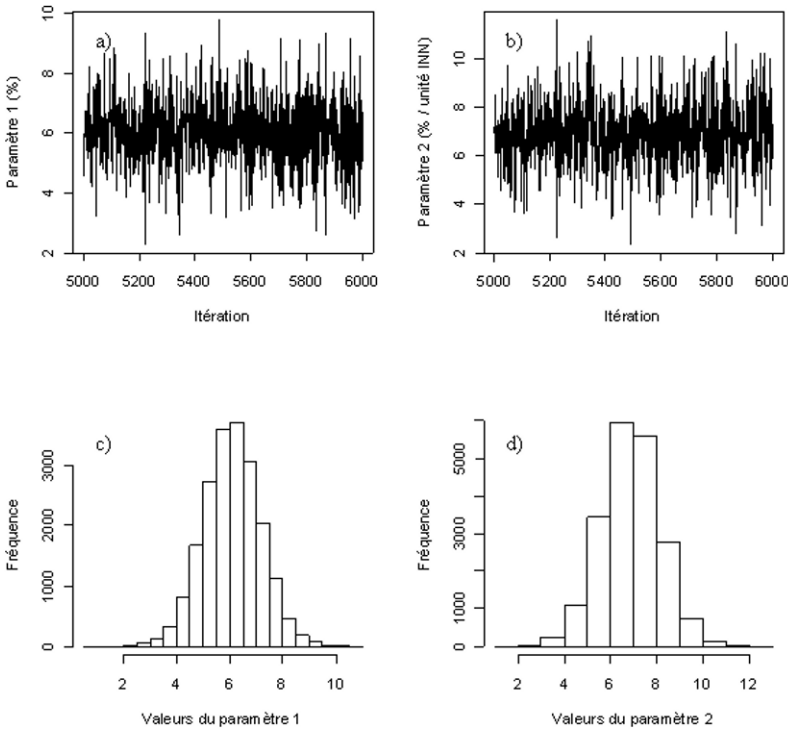 a)
Paramètre 1 (%)
10
8
6
4
2
5000 5200 5400 5600 5800 6000
Itération
b)
Paramètre 2 (% / unité INN)
10
8
6
4
2
5000 5200 5400 5600 5800 6000
Itération
c)
Fréquence
3000
1000
0
2 4 6 8 10
Valeurs du paramètre 1
d)
Fréquence
5000
3000
1000
0
2 4 6 8 10 12
Valeurs du paramètre 2